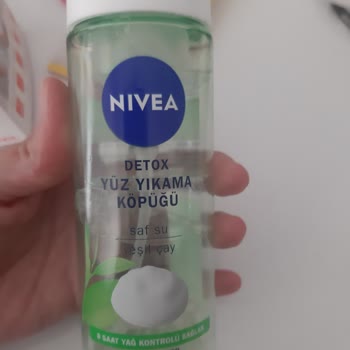 NIVEA
DETOX
YÜZ YIKAMA
KÖPÜĞÜ
saf su
yeşil çay
8 SAAT YAĞ KONTROLÜ SAĞLAR